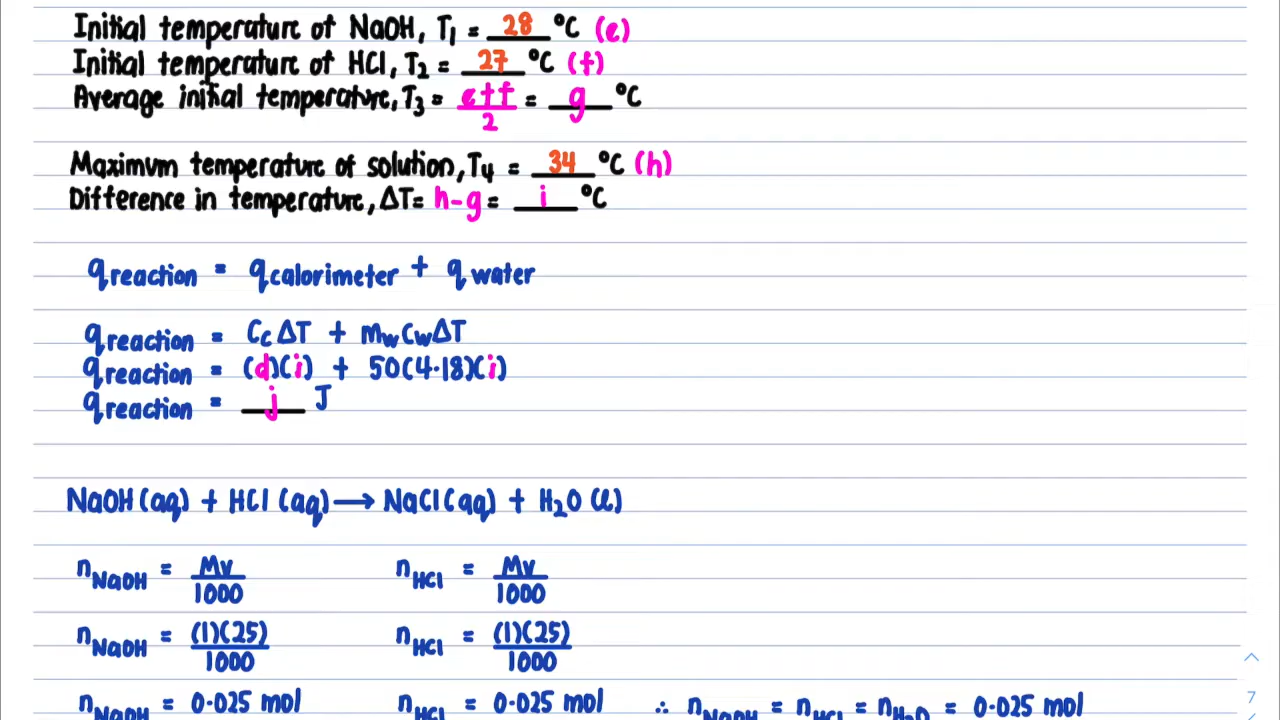 Initial temperature of NaOH, T₁ = 28 °C (e)
Initial temperature of HCl, T₂ = 27 °C (f)
Average initial temperature, T₃ = e+f/2 = g °C
Maximum temperature of solution, T₄ = 34 °C (h)
Difference in temperature, ΔT = h-g = i °C
qreaction = qcalorimeter + qwater
qreaction = CcΔT + mwCwΔT
qreaction = (d)(i) + 50(4.18)(i)
qreaction = j J
NaOH(aq) + HCl(aq) → NaCl(aq) + H₂O(l)
nNaOH = Mv/1000 nHCl = Mv/1000
nNaOH = (1)(25)/1000 nHCl = (1)(25)/1000
nNaOH = 0.025 mol nHCl = 0.025 mol ∴ nNaOH = nHCl = nH₂O = 0.025 mol
7